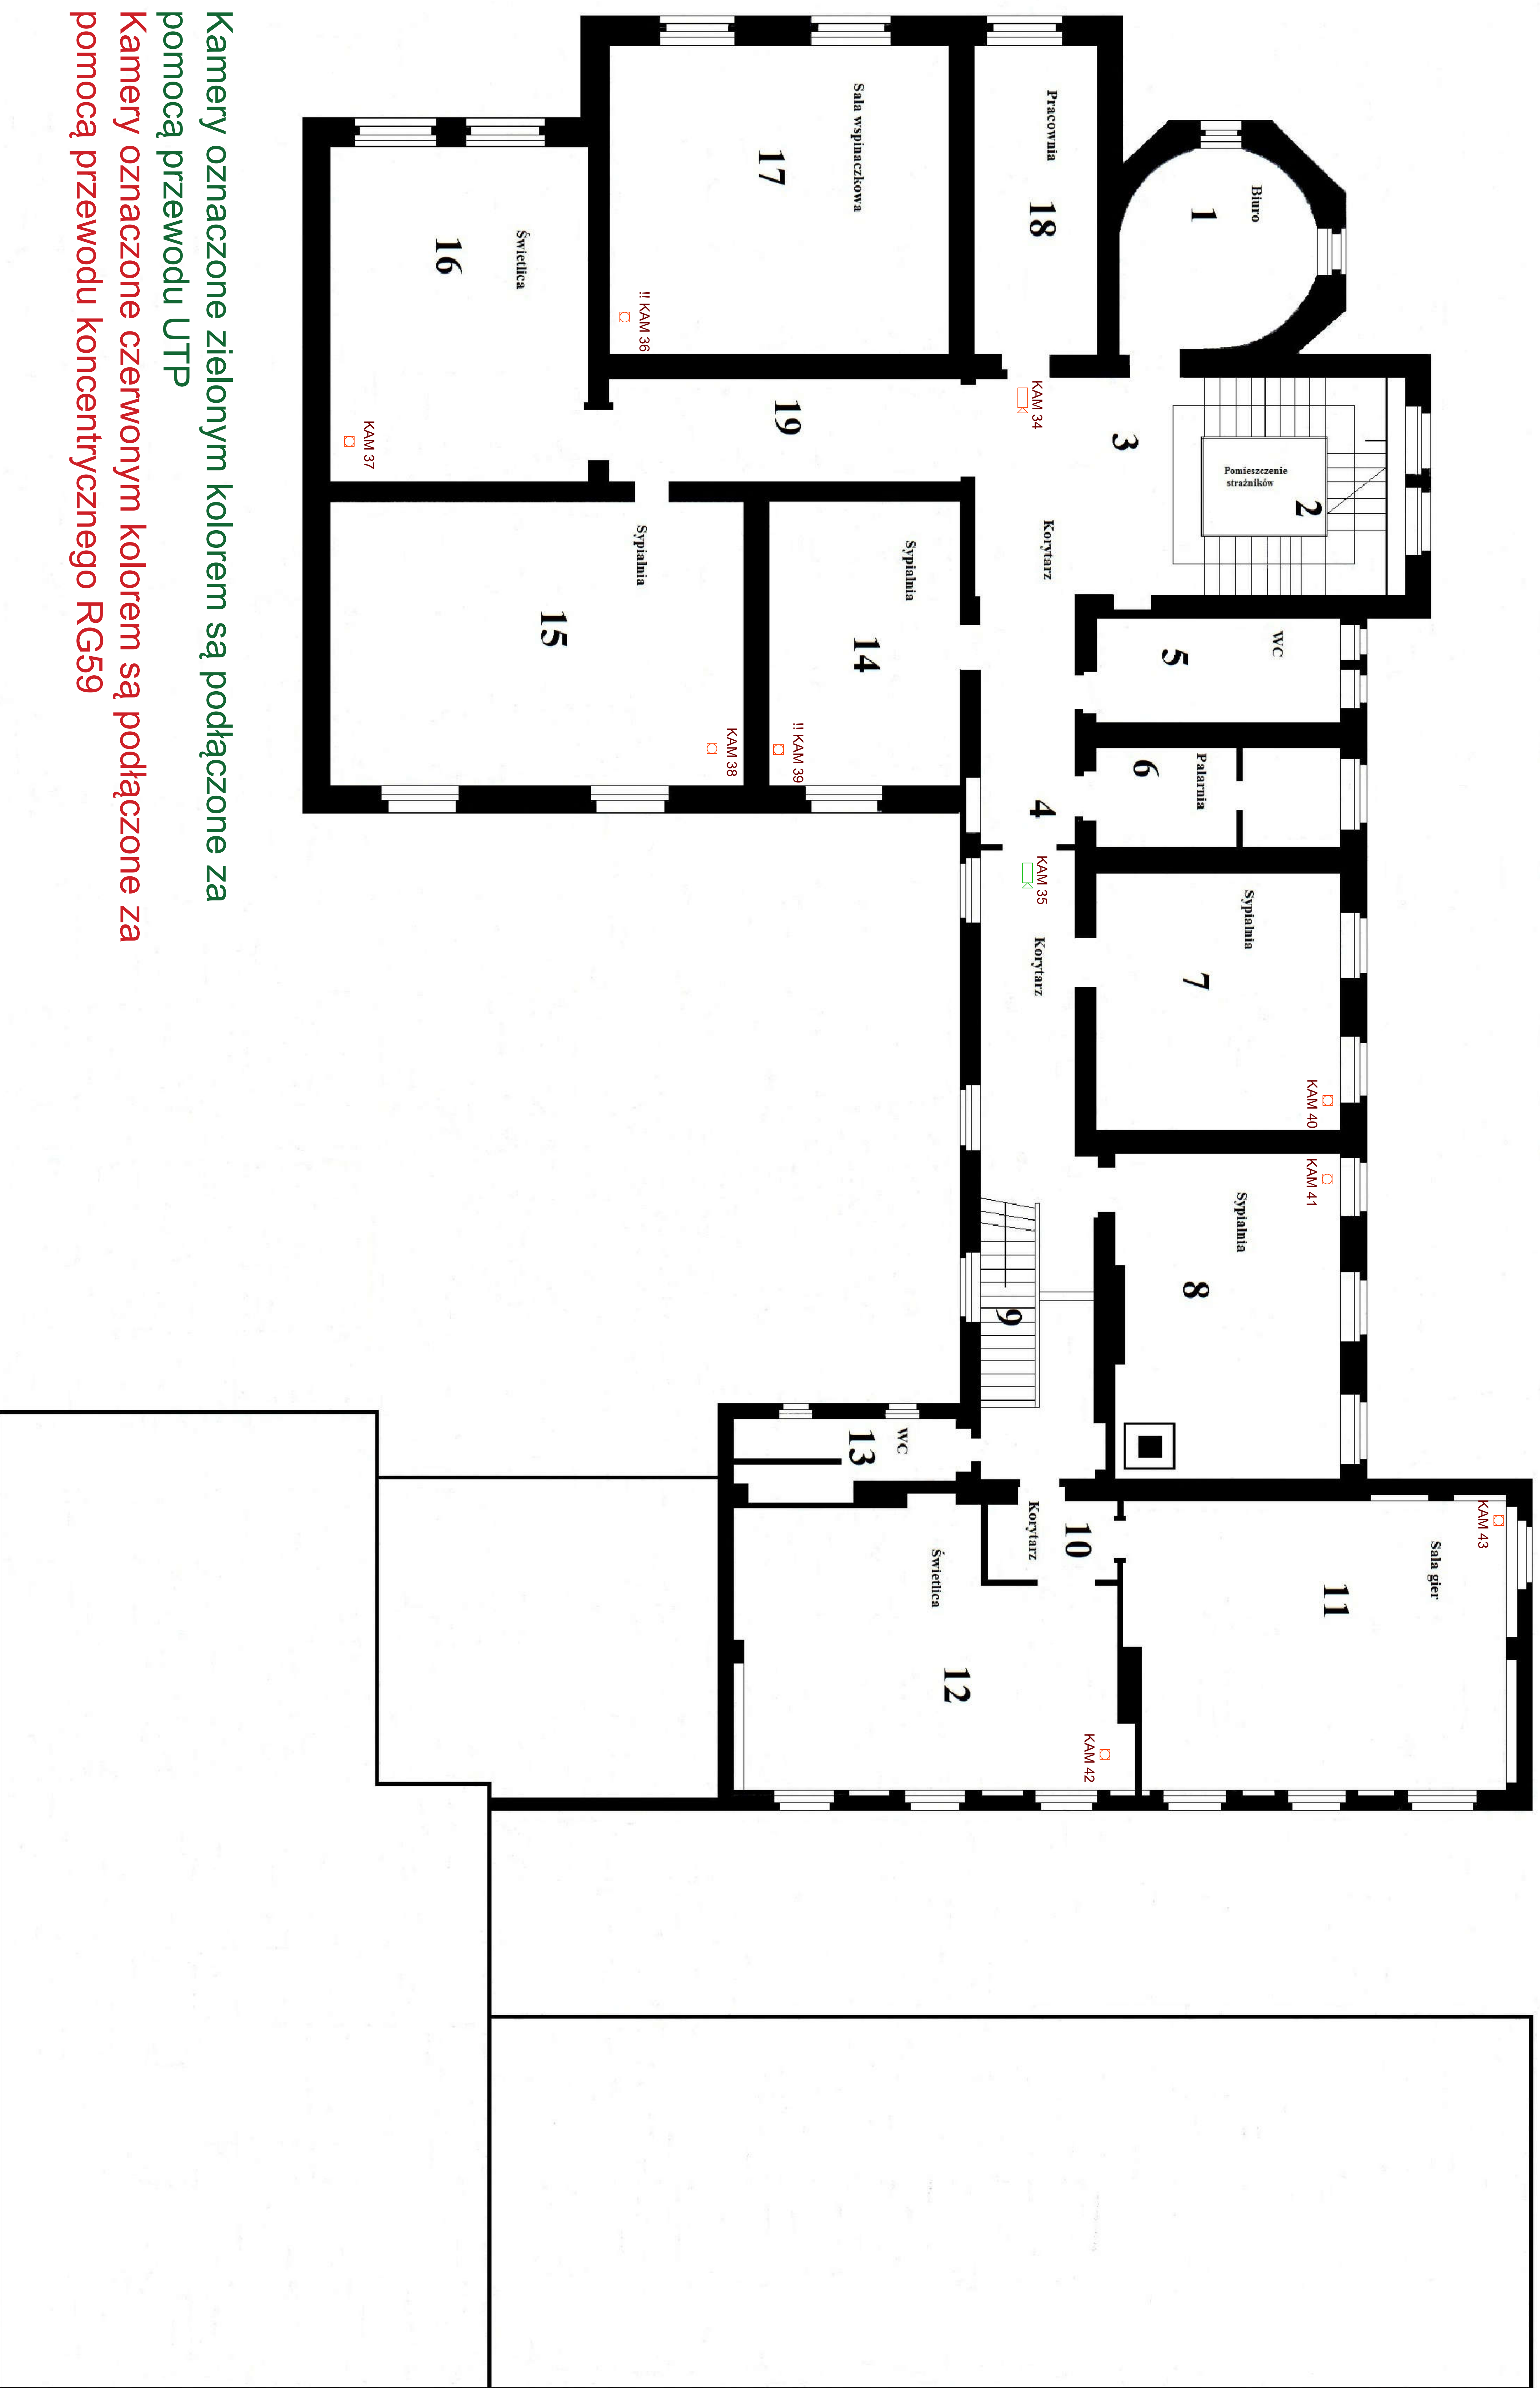 KAM 43
Sala gier
11
Biuro
1
Pomieszczenie
strażników
2
WC
5
Palarnia
6
Sypialnia
7
KAM 40
KAM 41
Sypialnia
8
Pracownia
18
KAM 34
3
Korytarz
4
KAM 35
Korytarz
9
Korytarz
10
KAM 42
Sala wspinaczkowa
17
!! KAM 36
19
Sypialnia
14
!! KAM 39
WC
13
Świetlica
12
Świetlica
16
KAM 37
Sypialnia
15
KAM 38
Kamery oznaczone zielonym kolorem są podłączone za
pomocą przewodu UTP
Kamery oznaczone czerwonym kolorem są podłączone za
pomocą przewodu koncentrycznego RG59